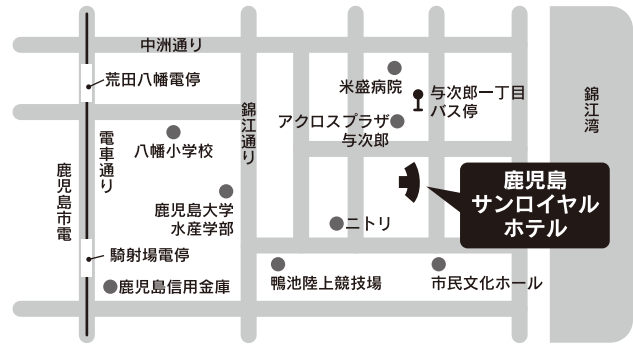 中洲通り
荒田八幡電停
米盛病院
与次郎一丁目
バス停
錦江湾
錦江通り
アクロスプラザ
与次郎
電車通り
八幡小学校
鹿児島市電
鹿児島
サンロイヤル
ホテル
鹿児島大学
水産学部
ニトリ
騎射場電停
鹿児島信用金庫
鴨池陸上競技場
市民文化ホール